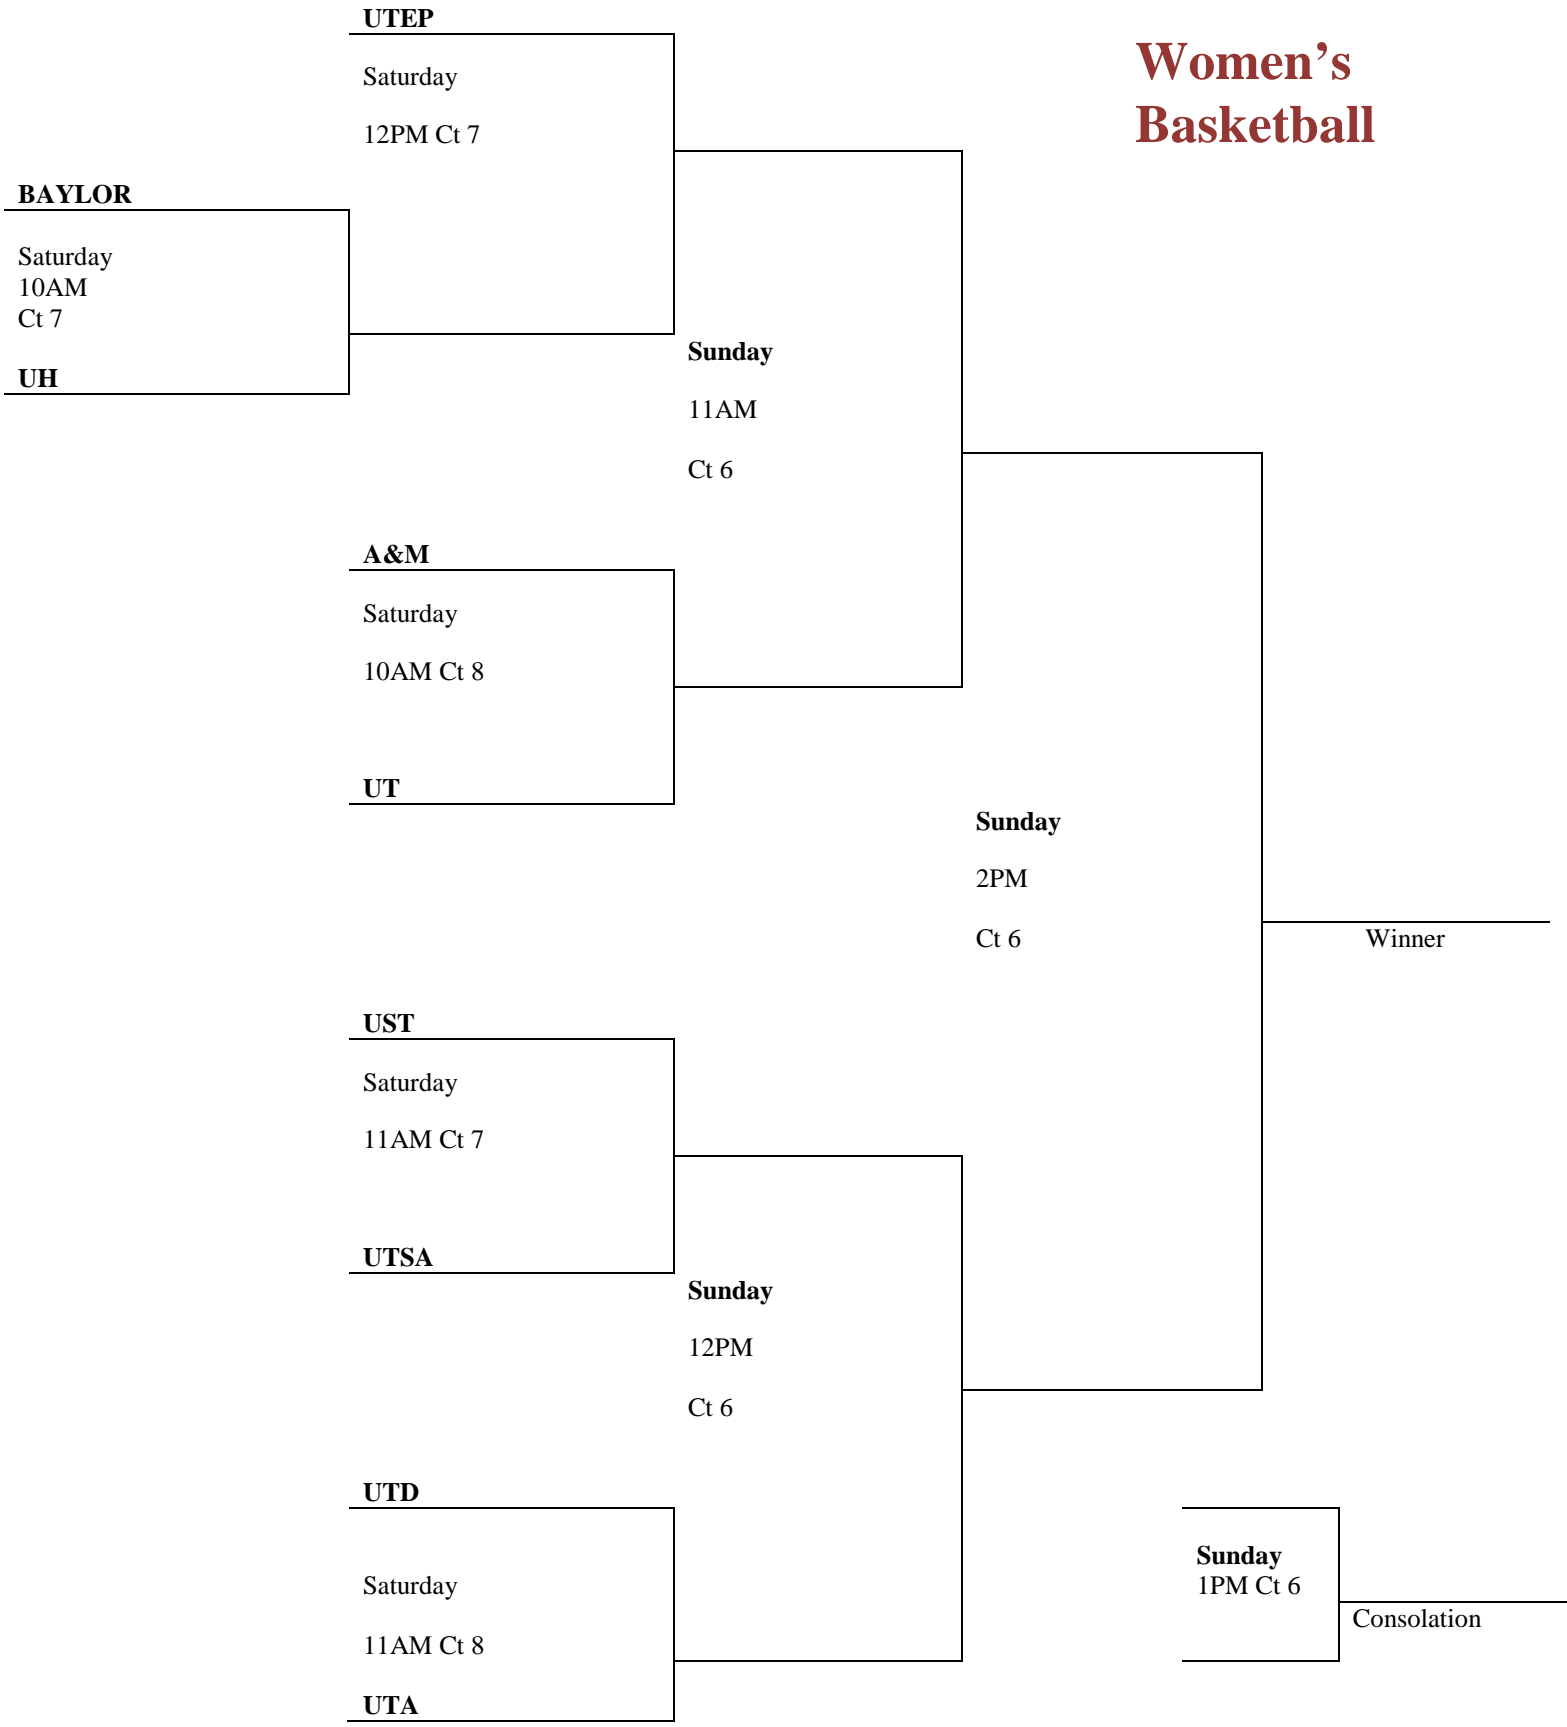 UTEP
Women’s
Basketball
Saturday
12PM Ct 7
BAYLOR
Saturday
10AM
Ct 7
UH
Sunday
11AM
Ct 6
A&M
Saturday
10AM Ct 8
UT
Sunday
2PM
Ct 6
Winner
UST
Saturday
11AM Ct 7
UTSA
Sunday
12PM
Ct 6
UTD
Saturday
11AM Ct 8
UTA
Sunday
1PM Ct 6
Consolation